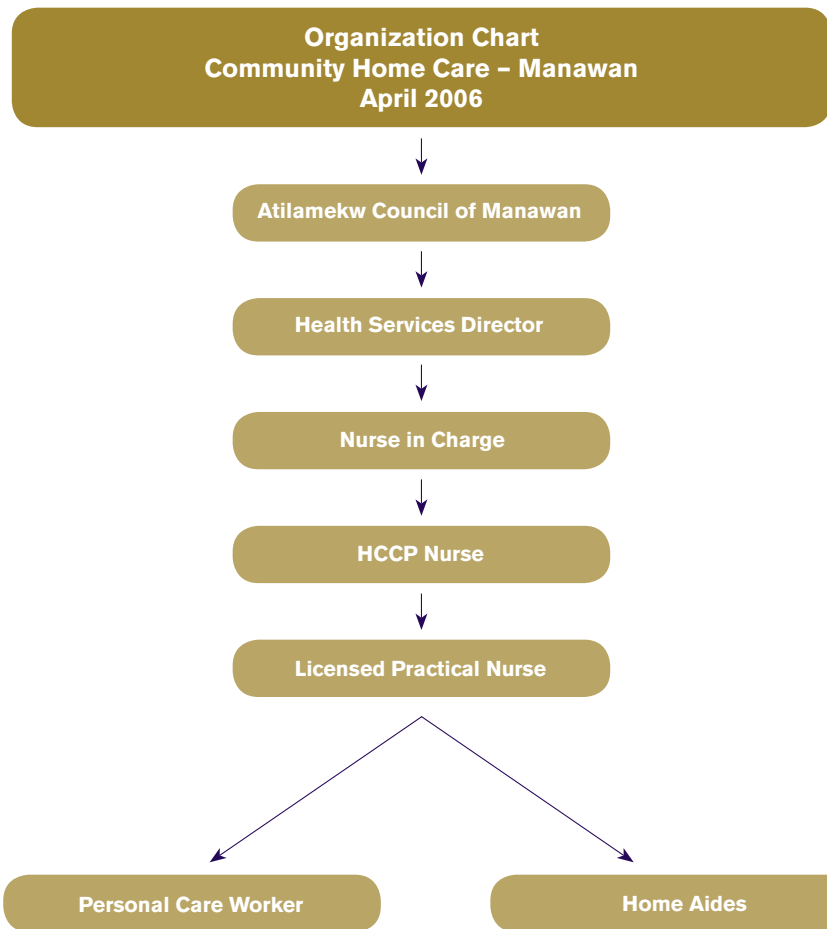 Organization Chart
Community Home Care – Manawan
April 2006
Atilamekw Council of Manawan
Health Services Director
Nurse in Charge
HCCP Nurse
Licensed Practical Nurse
Personal Care Worker
Home Aides